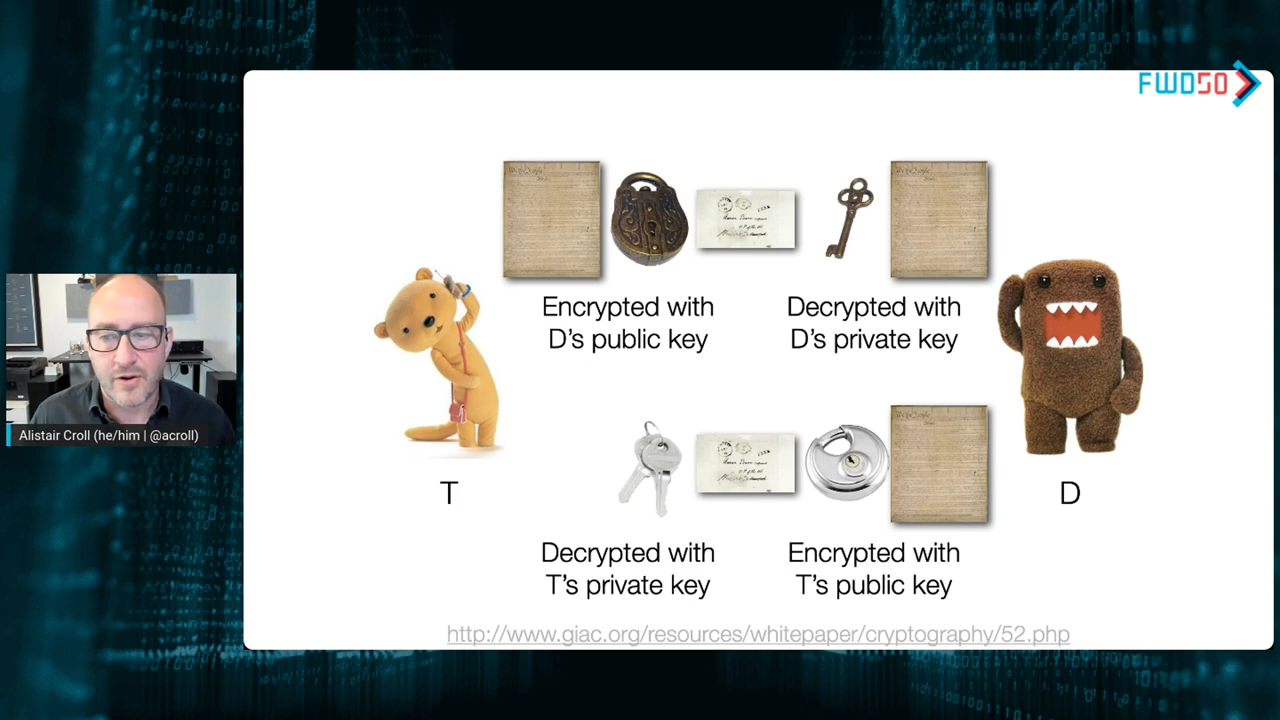 FWD50
Encrypted with
D's public key
Decrypted with
D's private key
T
D
Decrypted with
T's private key
Encrypted with
T's public key
http://www.giac.org/resources/whitepaper/cryptography/52.php
Alistair Croll (he/him | @acroll)